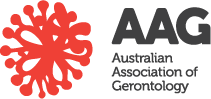 AAG
Australian
Association of
Gerontology